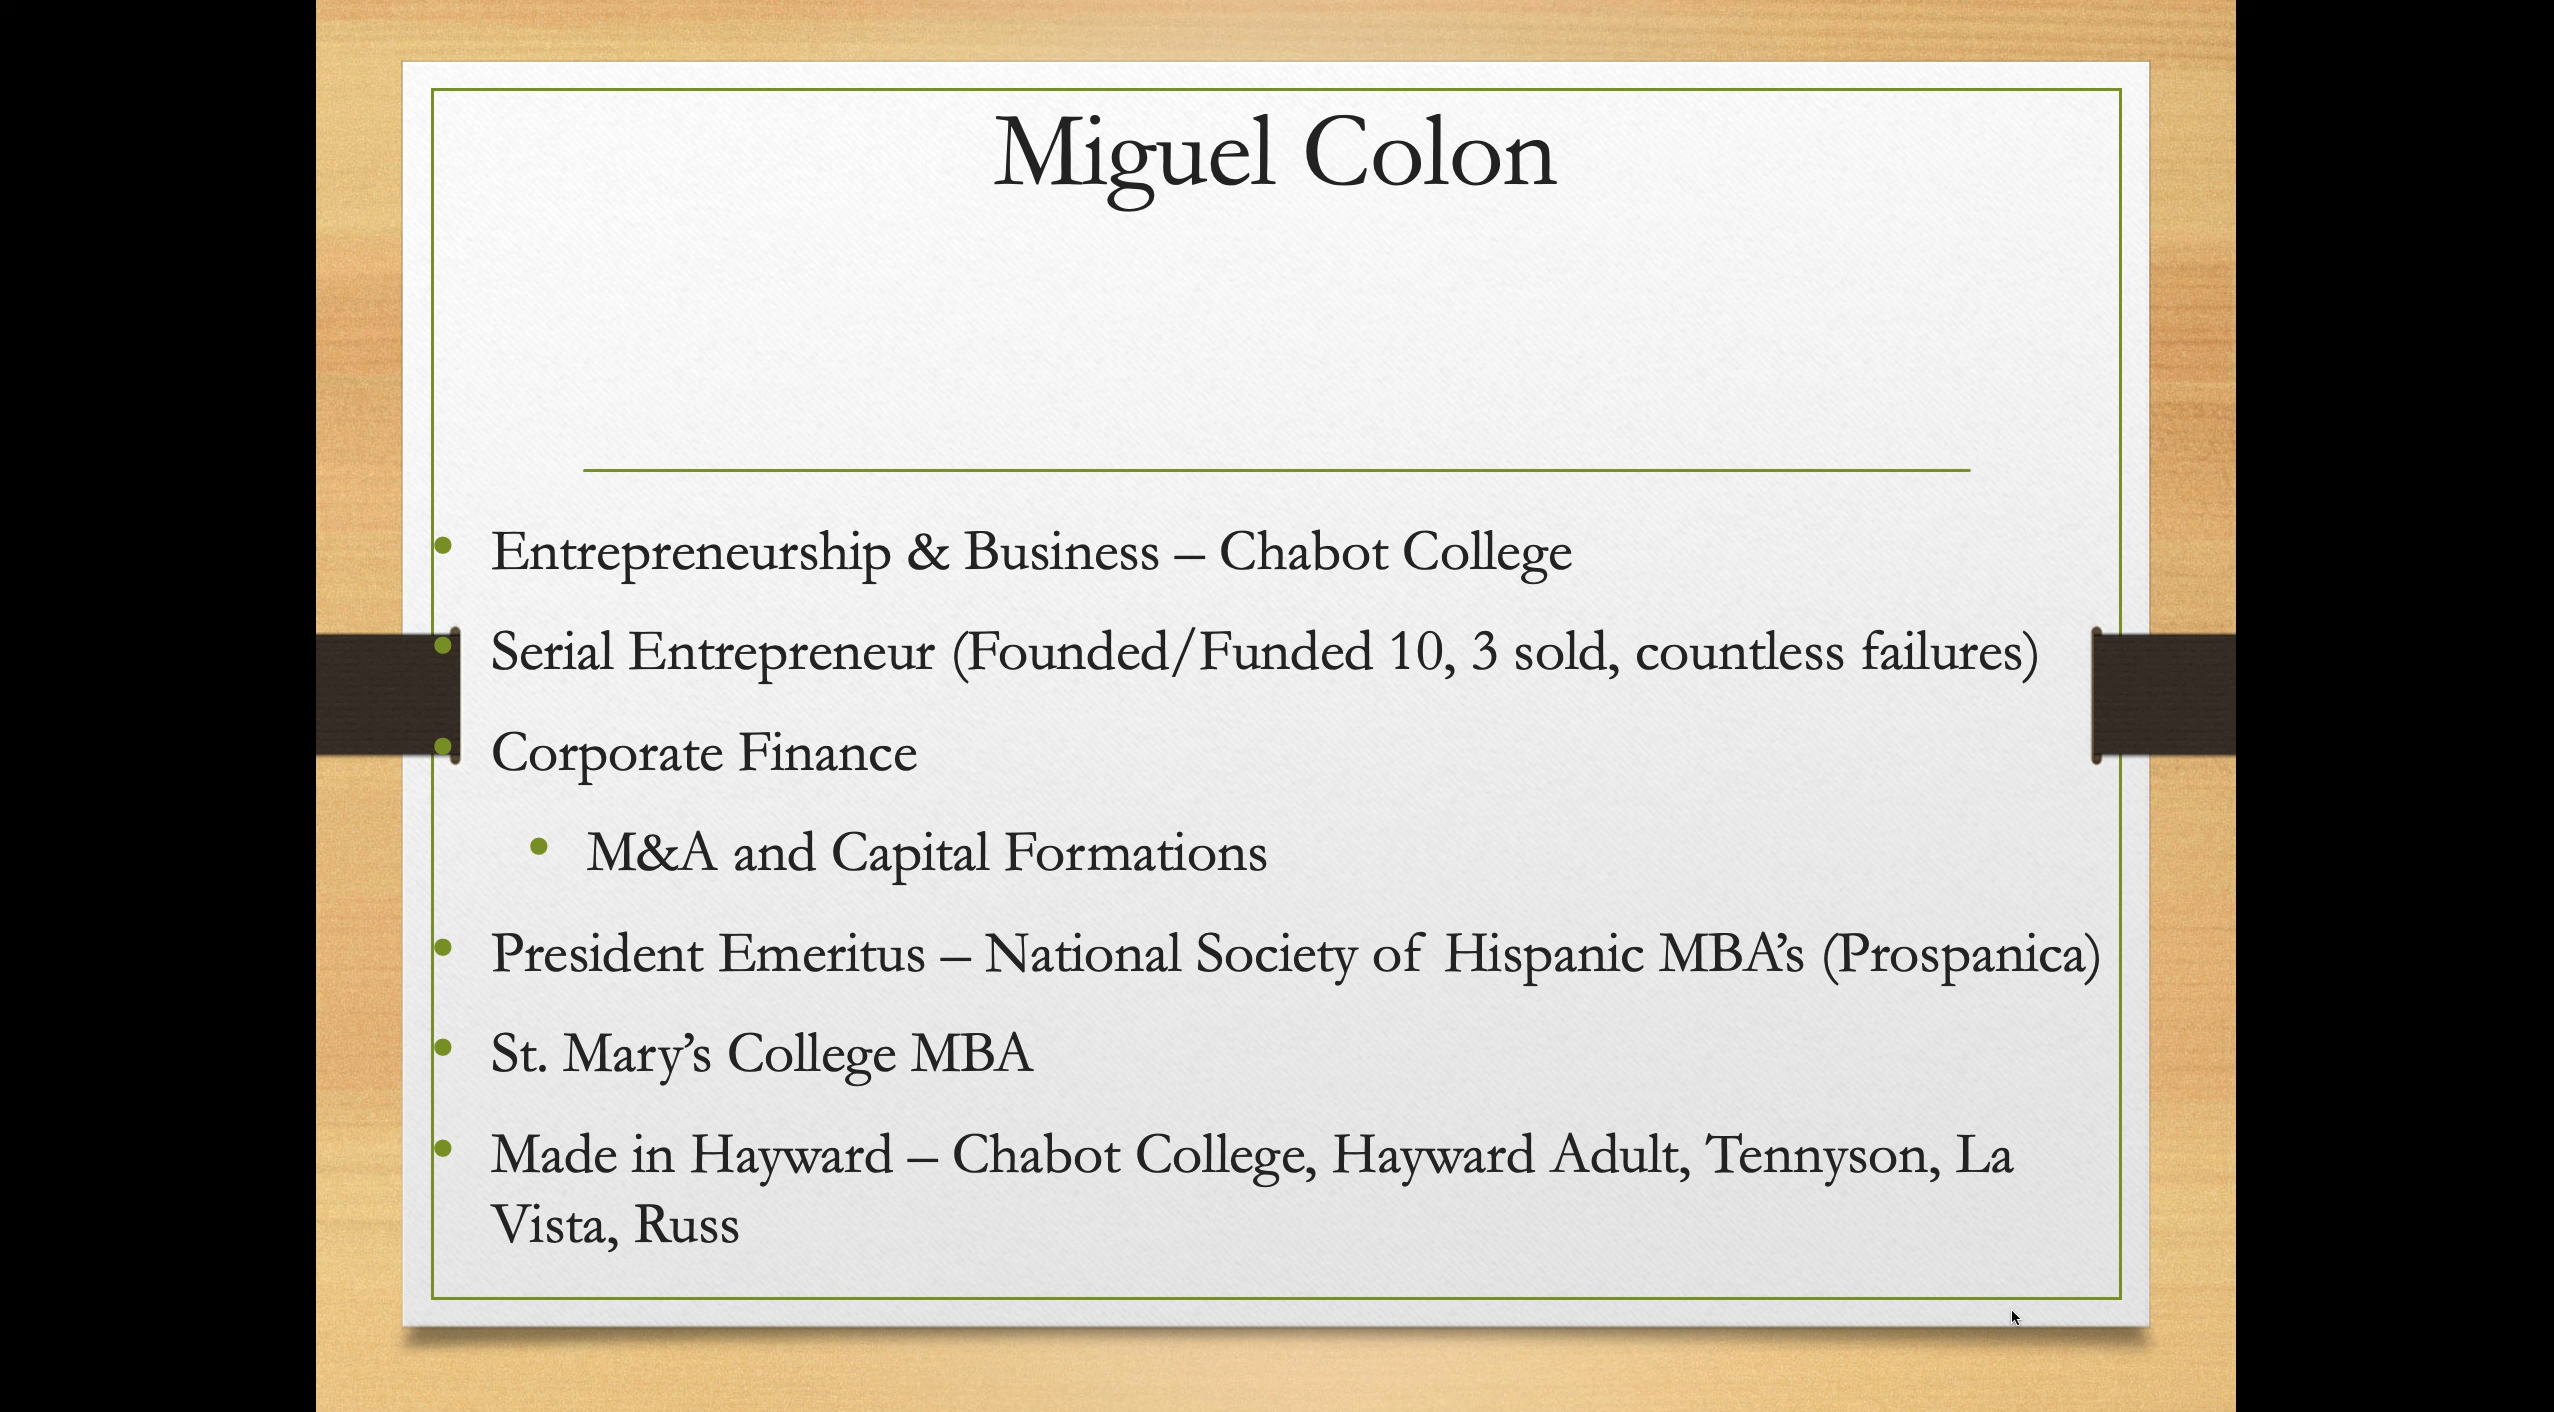 Miguel Colon
• Entrepreneurship & Business – Chabot College
• Serial Entrepreneur (Founded/Funded 10, 3 sold, countless failures)
• Corporate Finance
• M&A and Capital Formations
• President Emeritus – National Society of Hispanic MBA’s (Prospanica)
• St. Mary’s College MBA
• Made in Hayward – Chabot College, Hayward Adult, Tennyson, La
Vista, Russ